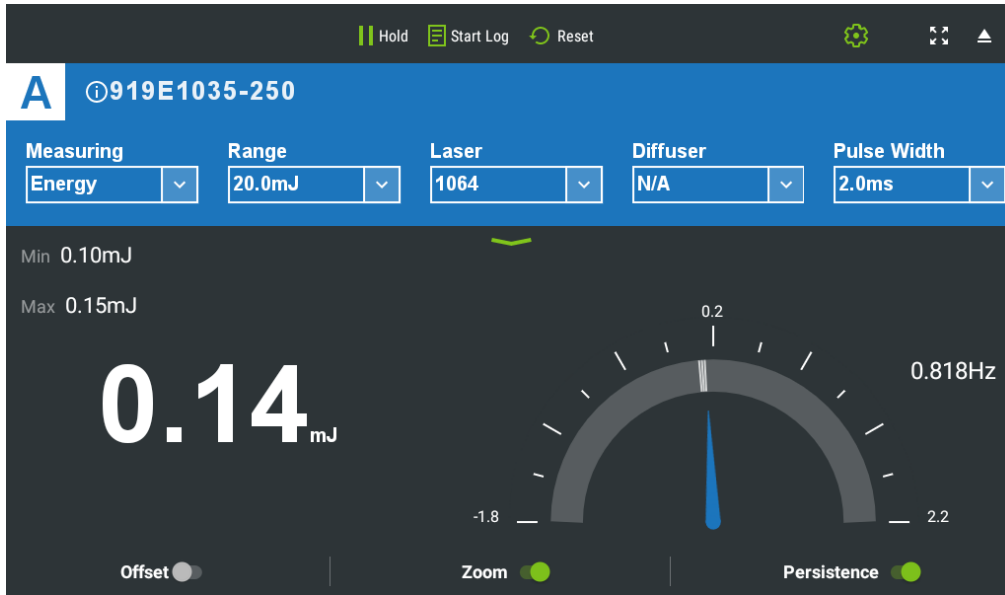 Hold Start Log Reset
A 919E1035-250
Measuring Range Laser Diffuser Pulse Width
Energy 20.0mJ 1064 N/A 2.0ms
Min 0.10mJ
Max 0.15mJ
0.2
0.818Hz
0.14 mJ
-1.8 2.2
Offset Zoom Persistence